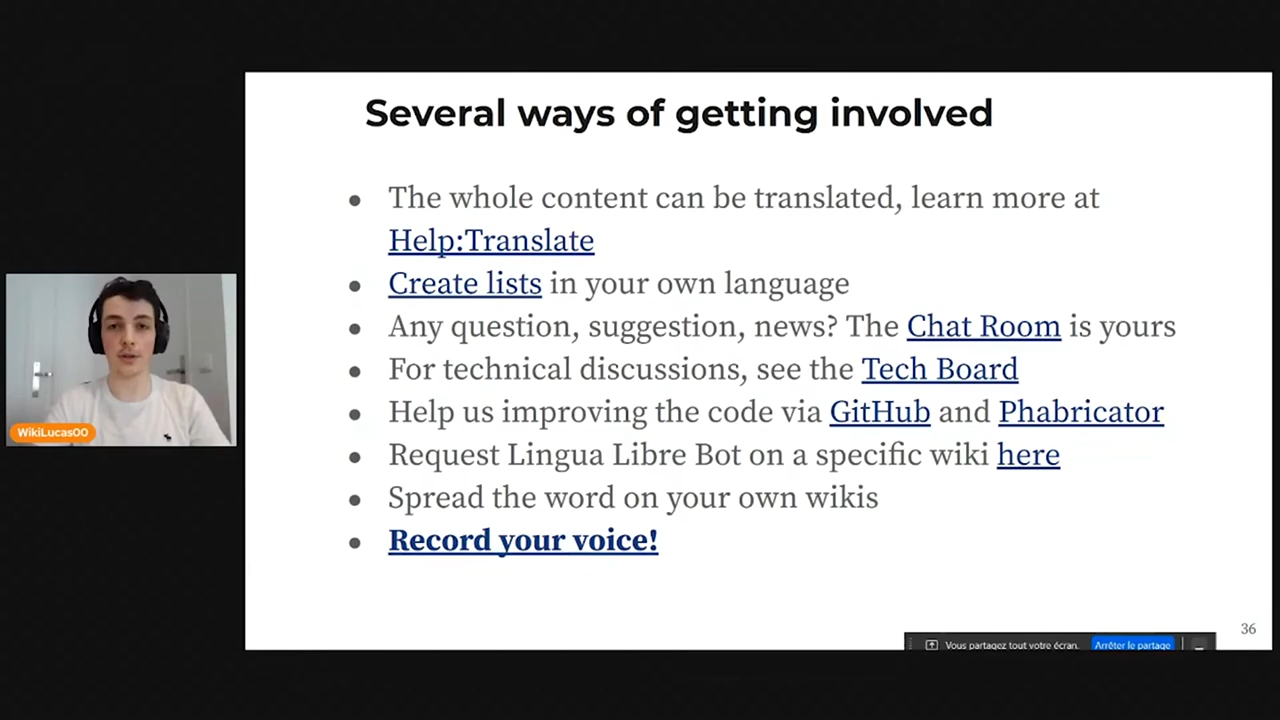 Several ways of getting involved
● The whole content can be translated, learn more at
Help:Translate
● Create lists in your own language
● Any question, suggestion, news? The Chat Room is yours
● For technical discussions, see the Tech Board
● Help us improving the code via GitHub and Phabricator
● Request Lingua Libre Bot on a specific wiki here
● Spread the word on your own wikis
● Record your voice!
WikiLucas00
36
Vous partagez tout votre écran. Arrêter le partage